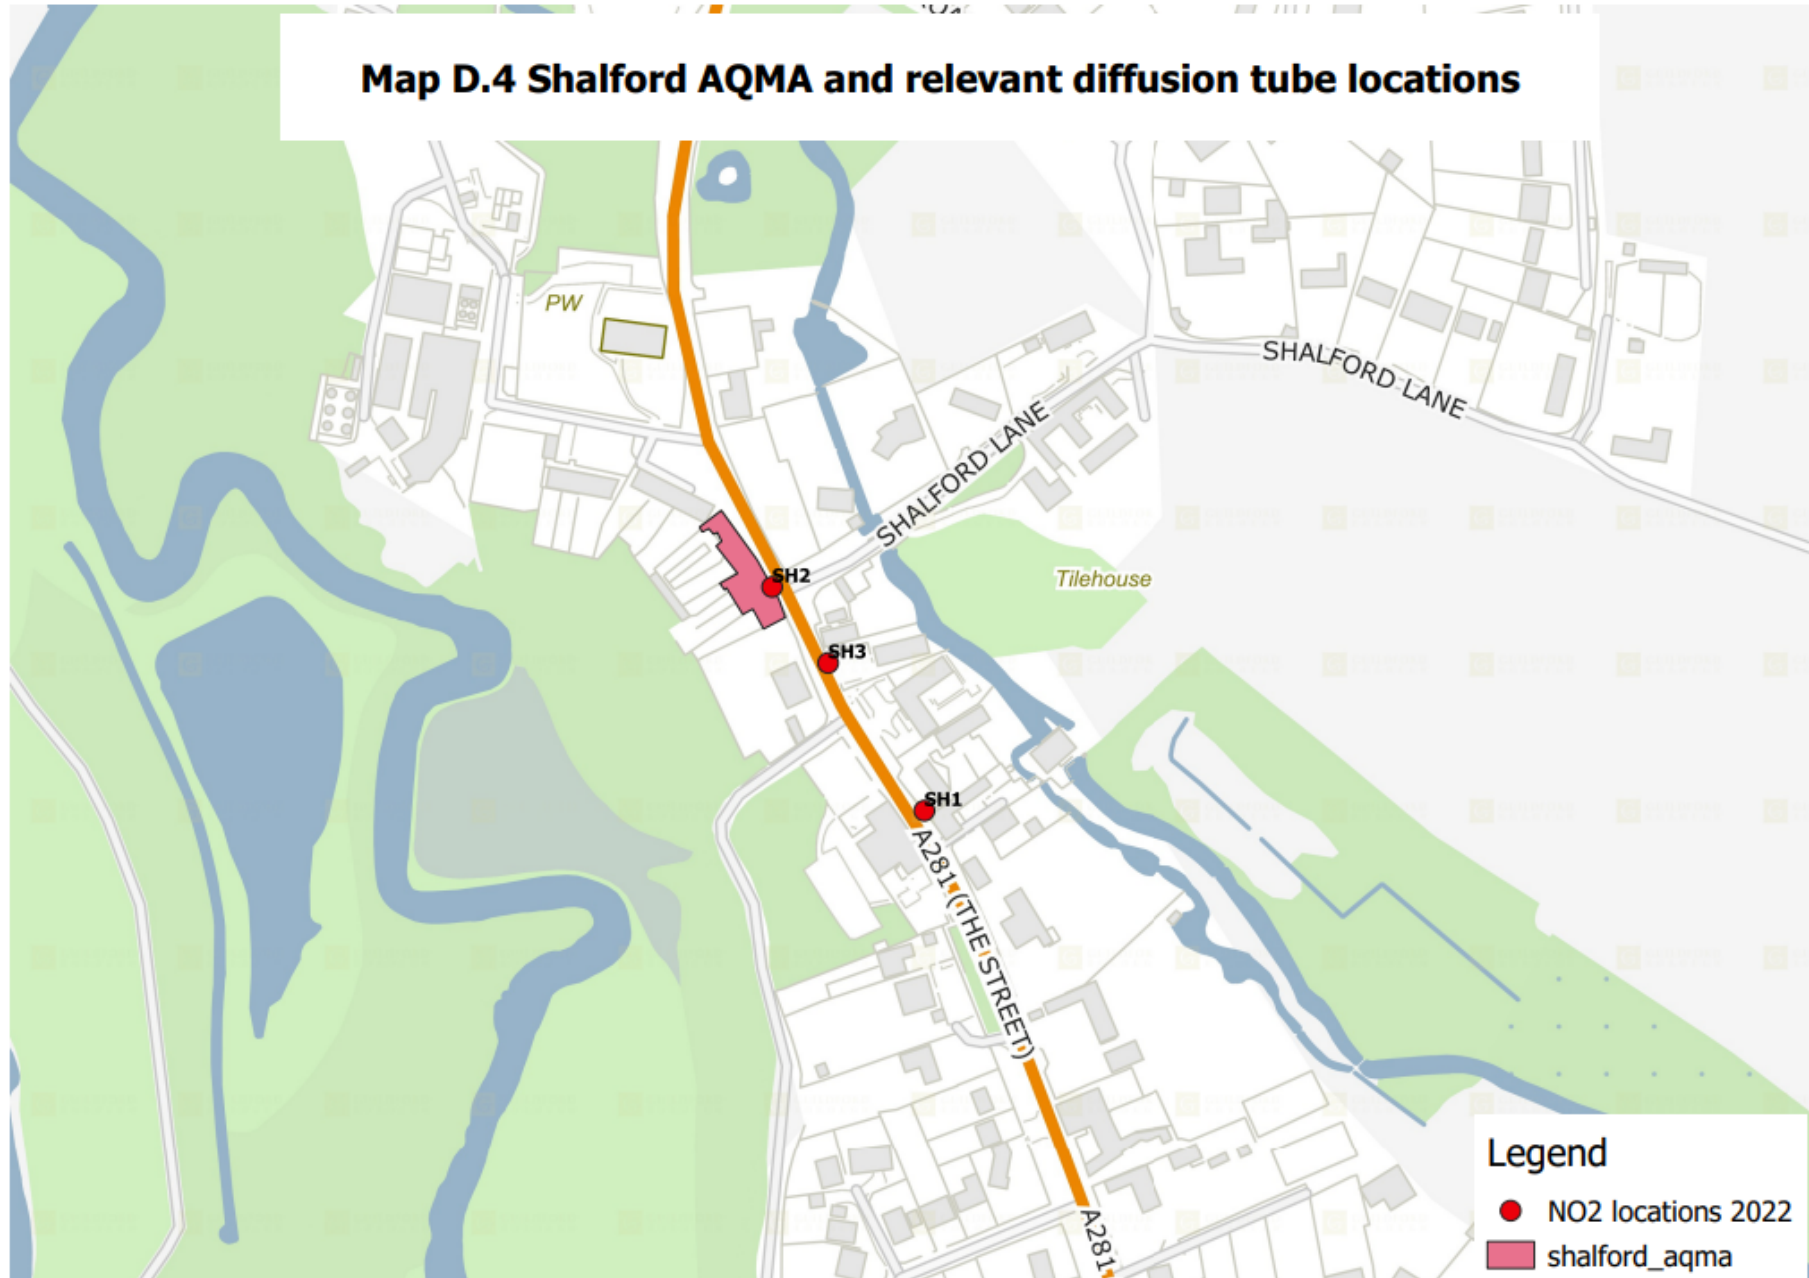 Map D.4 Shalford AQMA and relevant diffusion tube locations
PW
SHALFORD LANE
SHALFORD LANE
SH2
Tilehouse
SH3
SH1
A281 (THE STREET)
A281
Legend
NO2 locations 2022
shalford_aqma